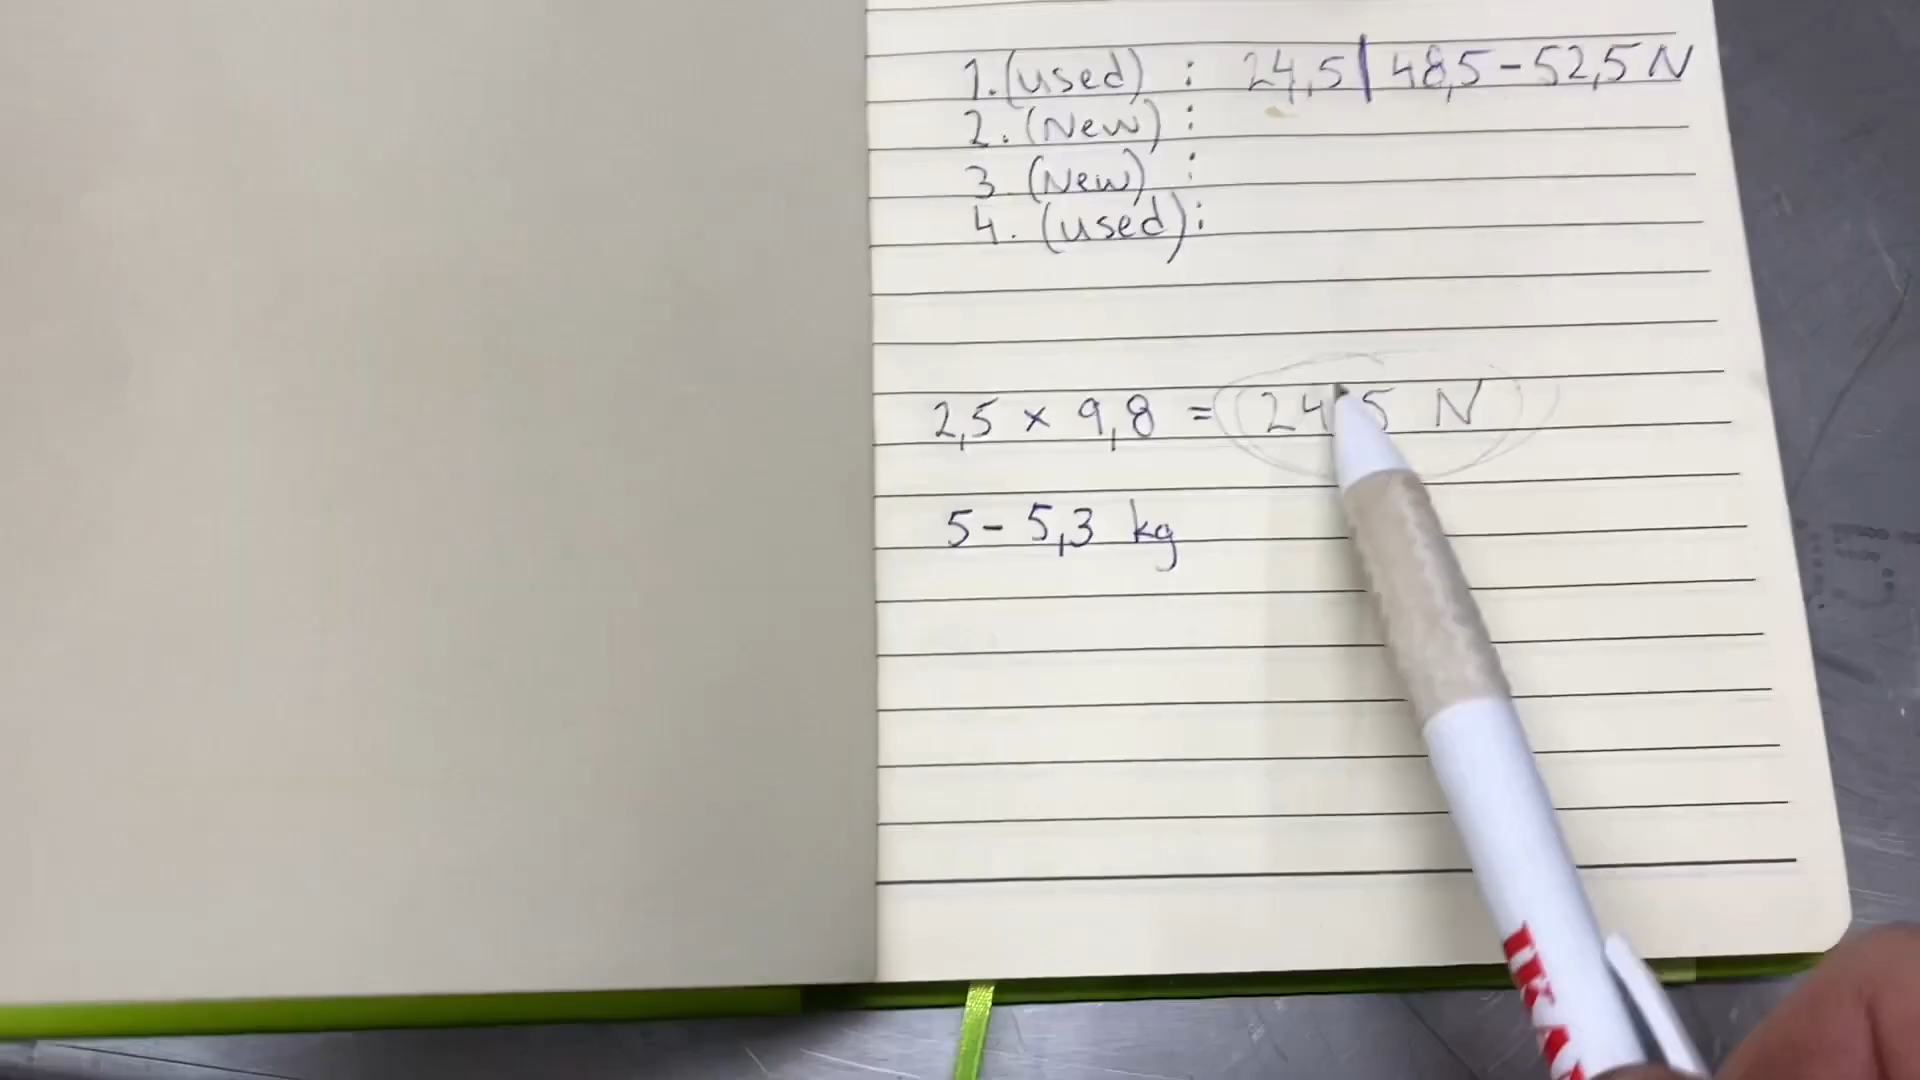 1.(used) : 24,5 | 48,5-52,5 N
2. (New) :
3. (New) :
4. (used):
2,5 x 9,8 = 24,5 N
5- 5,3 kg